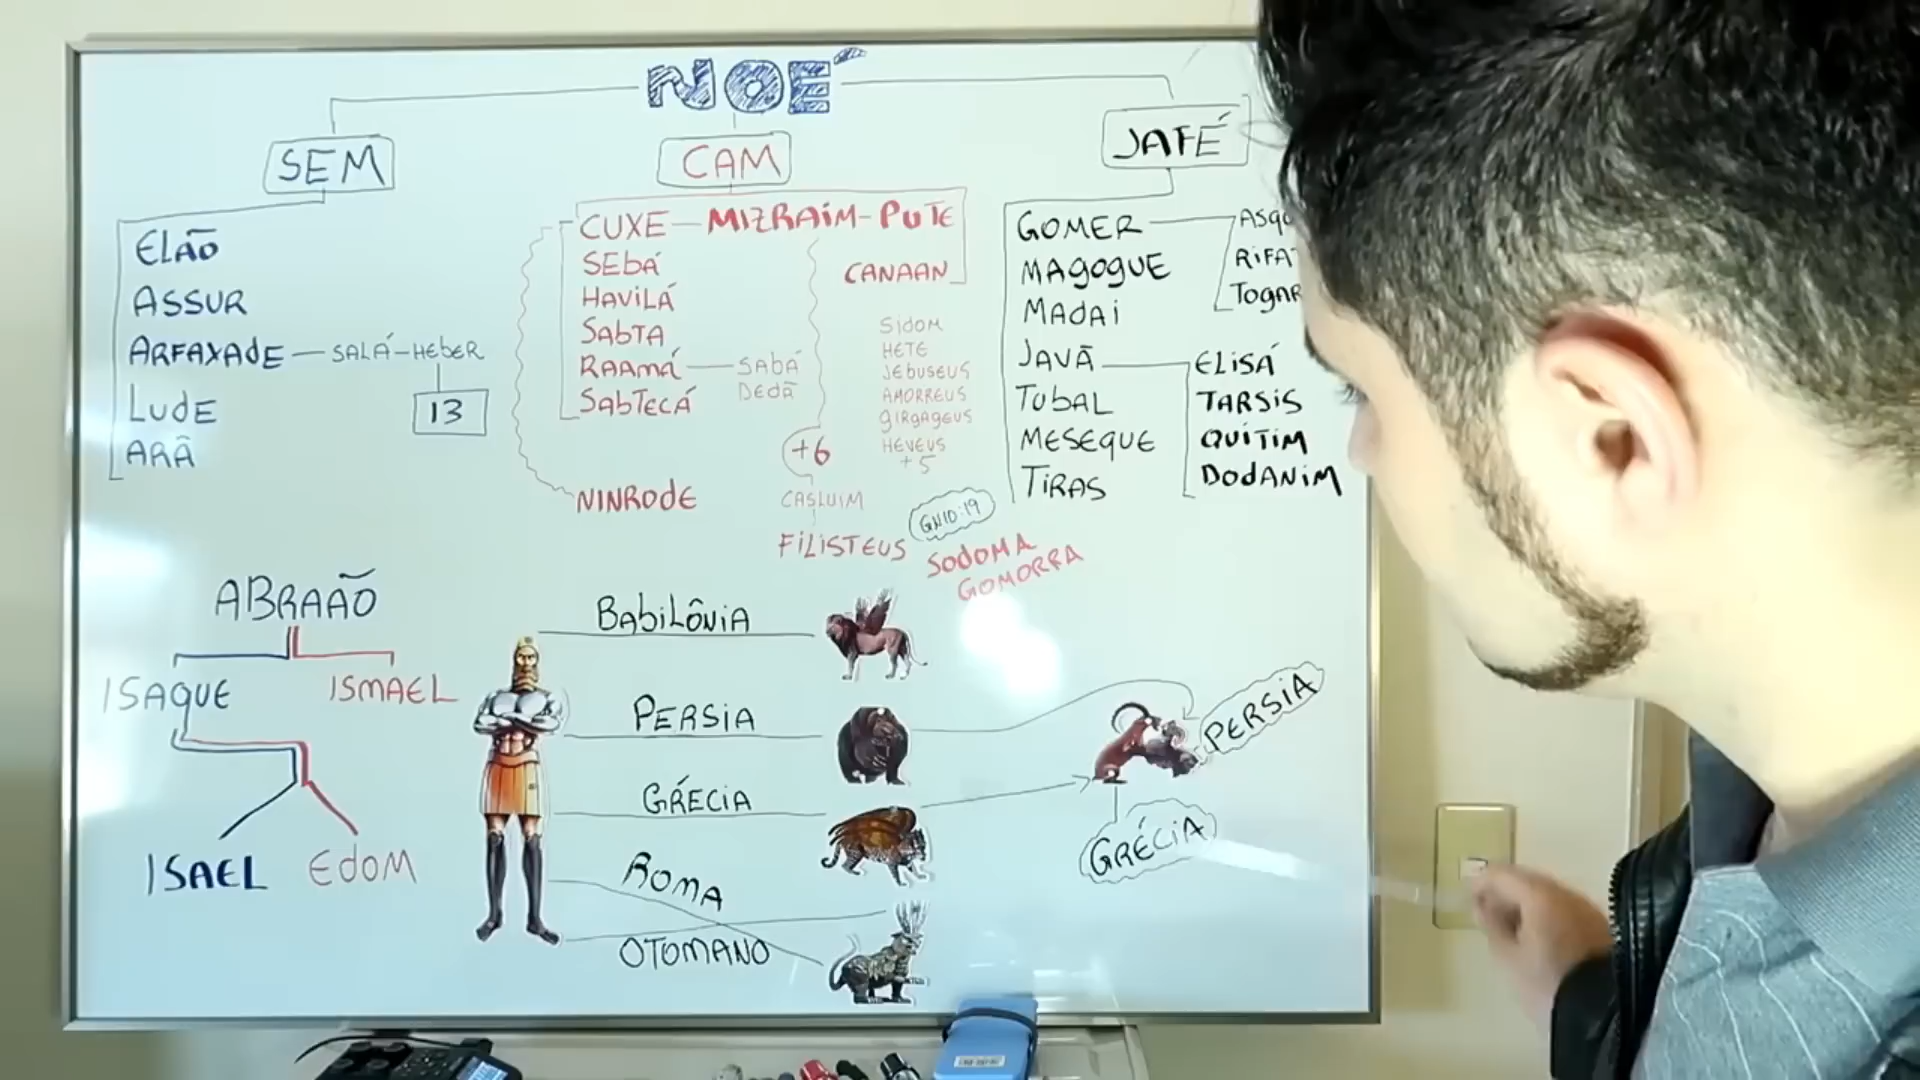 NOÉ
SEM
CAM
JAFÉ
ELÃO
ASSUR
ARFAXADE — SALÁ — HEBER
13
LUDE
ARÃ
CUXE — MIZRAIM - PUTE
SEBÁ
HAVILÁ
SABTA
RAAMÁ — SABÁ
DEDÃ
SABTECÁ
NINRODE
CANAAN
SIDOM
HETE
JEBUSEUS
AMORREUS
GIRGAGEUS
HEVEUS
+5
+6
CASLUIM
FILISTEUS
GN10:19
SODOMA
GOMORRA
GOMER
MAGOGUE
MADAI
JAVÃ
TUBAL
MESEQUE
TIRAS
ASQU
RIFAT
TOGAR
ELISÁ
TARSIS
QUITIM
DODANIM
ABRAÃO
ISAQUE
ISMAEL
ISAEL
EDOM
BABILÔNIA
PERSIA
GRÉCIA
ROMA
OTOMANO
PERSIA
GRÉCIA